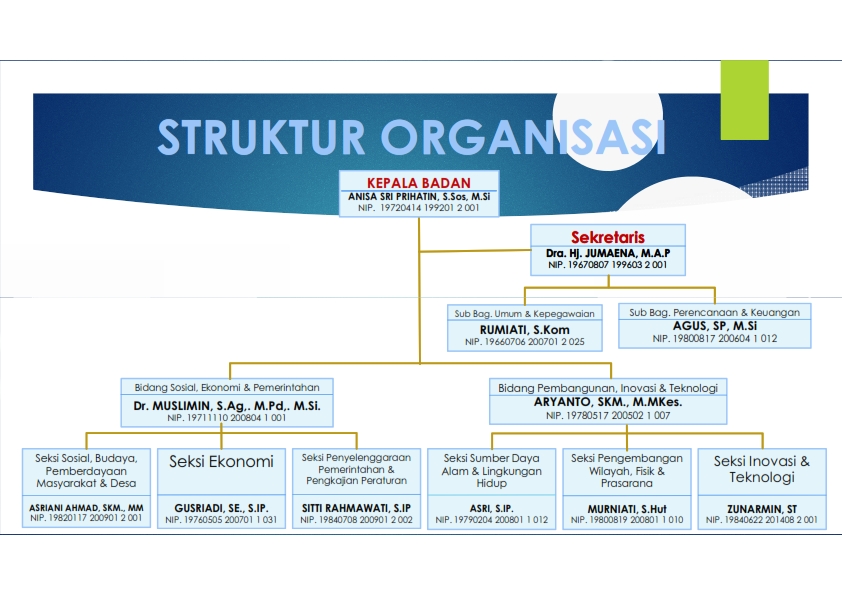 STRUKTUR ORGANISASI
KEPALA BADAN
ANISA SRI PRIHATIN, S.Sos, M.Si
NIP. 19720414 199201 2 001
Sekretaris
Dra. Hj. JUMAENA, M.A.P
NIP. 19670807 199603 2 001
Sub Bag. Umum & Kepegawaian
RUMIATI, S.Kom
NIP. 19660706 200701 2 025
Sub Bag. Perencanaan & Keuangan
AGUS, SP, M.Si
NIP. 19800817 200604 1 012
Bidang Sosial, Ekonomi & Pemerintahan
Dr. MUSLIMIN, S.Ag,. M.Pd,. M.Si.
NIP. 19711110 200804 1 001
Bidang Pembangunan, Inovasi & Teknologi
ARYANTO, SKM., M.MKes.
NIP. 19780517 200502 1 007
Seksi Sosial, Budaya,
Pemberdayaan
Masyarakat & Desa
ASRIANI AHMAD, SKM., MM
NIP. 19820117 200901 2 001
Seksi Ekonomi
GUSRIADI, SE., S.IP.
NIP. 19760505 200701 1 031
Seksi Penyelenggaraan
Pemerintahan &
Pengkajian Peraturan
SITTI RAHMAWATI, S.IP
NIP. 19840708 200901 2 002
Seksi Sumber Daya
Alam & Lingkungan
Hidup
ASRI, S.IP.
NIP. 19790204 200801 1 012
Seksi Pengembangan
Wilayah, Fisik &
Prasarana
MURNIATI, S.Hut
NIP. 19800819 200801 1 010
Seksi Inovasi &
Teknologi
ZUNARMIN, ST
NIP. 19840622 201408 2 001